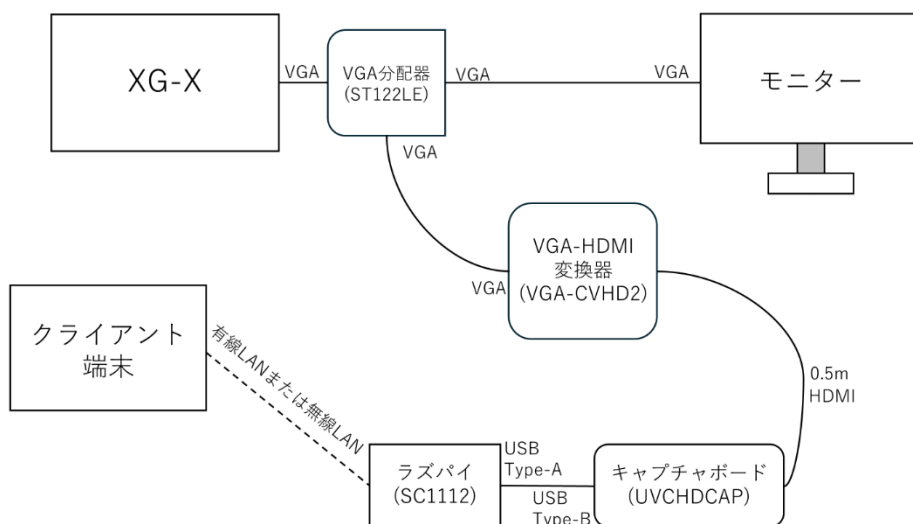 XG-X
VGA
VGA分配器
(ST122LE)
VGA
VGA
モニター
VGA
VGA-HDMI
変換器
(VGA-CVHD2)
VGA
クライアント
端末
有線LANまたは無線LAN
0.5m
HDMI
ラズパイ
(SC1112)
USB
Type-A
USB
Type-B
キャプチャボード
(UVCHDCAP)